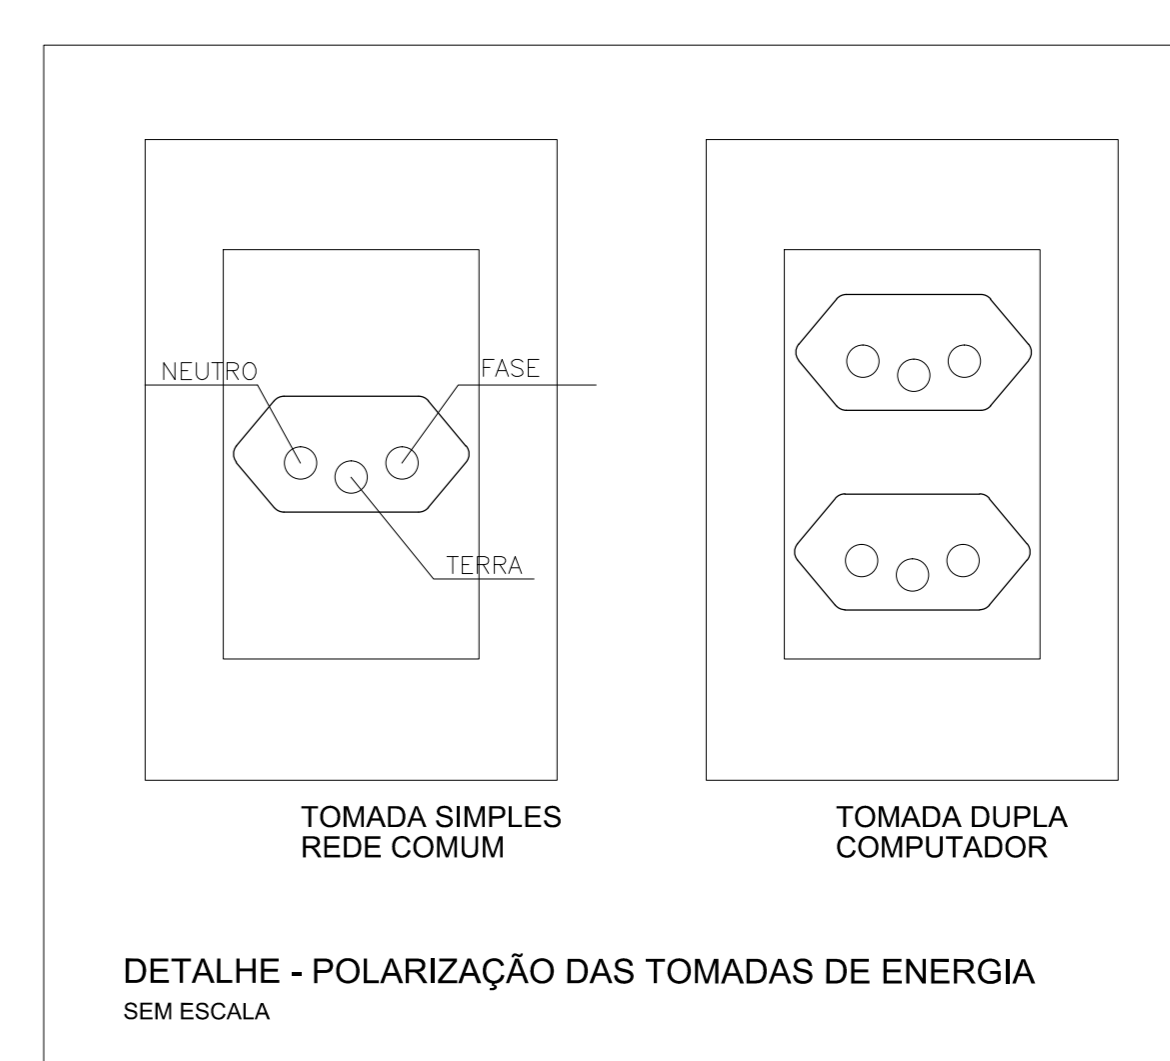 NEUTRO
FASE
TERRA
TOMADA SIMPLES
REDE COMUM
TOMADA DUPLA
COMPUTADOR
DETALHE - POLARIZAÇÃO DAS TOMADAS DE ENERGIA
SEM ESCALA